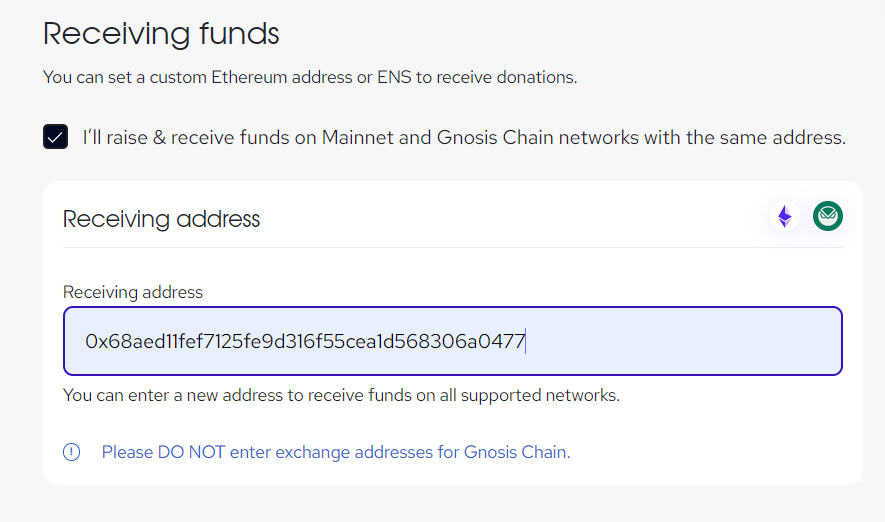 Receiving funds
You can set a custom Ethereum address or ENS to receive donations.
I’ll raise & receive funds on Mainnet and Gnosis Chain networks with the same address.
Receiving address
Receiving address
0x68aed11fef7125fe9d316f55cea1d568306a0477
You can enter a new address to receive funds on all supported networks.
Please DO NOT enter exchange addresses for Gnosis Chain.